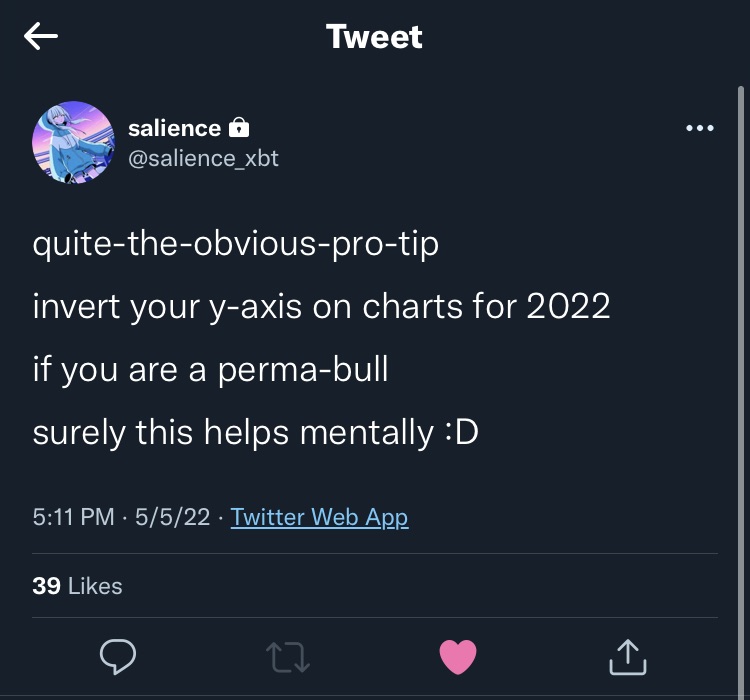 Tweet
salience
@salience_xbt
quite-the-obvious-pro-tip
invert your y-axis on charts for 2022
if you are a perma-bull
surely this helps mentally :D
5:11 PM · 5/5/22 · Twitter Web App
39 Likes